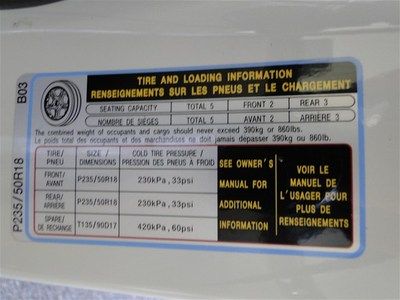 B03
P235/50R18
TIRE AND LOADING INFORMATION
RENSEIGNEMENTS SUR LES PNEUS ET LE CHARGEMENT
SEATING CAPACITY TOTAL 5 FRONT 2 REAR 3
NOMBRE DE SIÈGES TOTAL 5 AVANT 2 ARRIÈRE 3
The combined weight of occupants and cargo should never exceed 390kg or 860lbs.
Le poids total des occupants et des marchandises ne doit jamais depasser 390kg ou 860lb.
TIRE/ SIZE / COLD TIRE PRESSURE /
PNEU DIMENSIONS PRESSION DES PNEUS A FROID
FRONT/ P235/50R18 230kPa,33psi
AVANT
REAR/ P235/50R18 230kPa,33psi
ARRIÈRE
SPARE/ T135/90D17 420kPa,60psi
DE RECHANGE
SEE OWNER'S
MANUAL FOR
ADDITIONAL
INFORMATION
VOIR LE
MANUEL DE
L'USAGER POUR
PLUS DE
RENSEIGNEMENTS